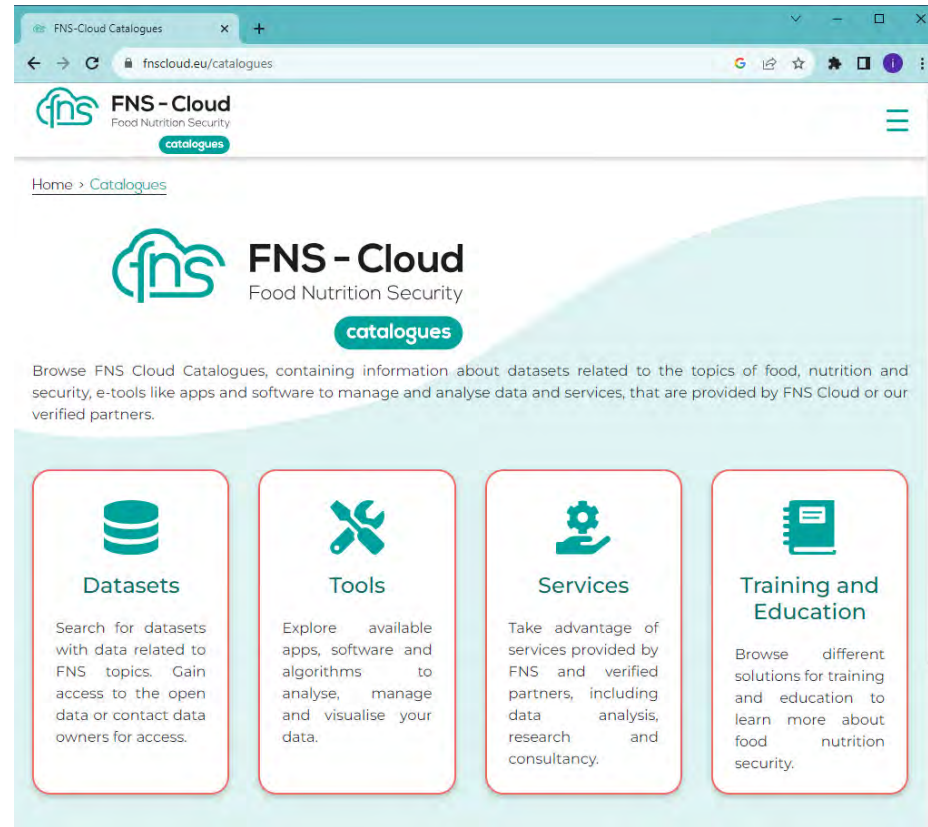 FNS-Cloud Catalogues
fnscloud.eu/catalogues
fns
FNS - Cloud
Food Nutrition Security
catalogues
Home > Catalogues
fns
FNS - Cloud
Food Nutrition Security
catalogues
Browse FNS Cloud Catalogues, containing information about datasets related to the topics of food, nutrition and
security, e-tools like apps and software to manage and analyse data and services, that are provided by FNS Cloud or our
verified partners.
Datasets
Search for datasets
with data related to
FNS topics. Gain
access to the open
data or contact data
owners for access.
Tools
Explore available
apps, software and
algorithms to
analyse, manage
and visualise your
data.
Services
Take advantage of
services provided by
FNS and verified
partners, including
data analysis,
research and
consultancy.
Training and
Education
Browse different
solutions for training
and education to
learn more about
food nutrition
security.